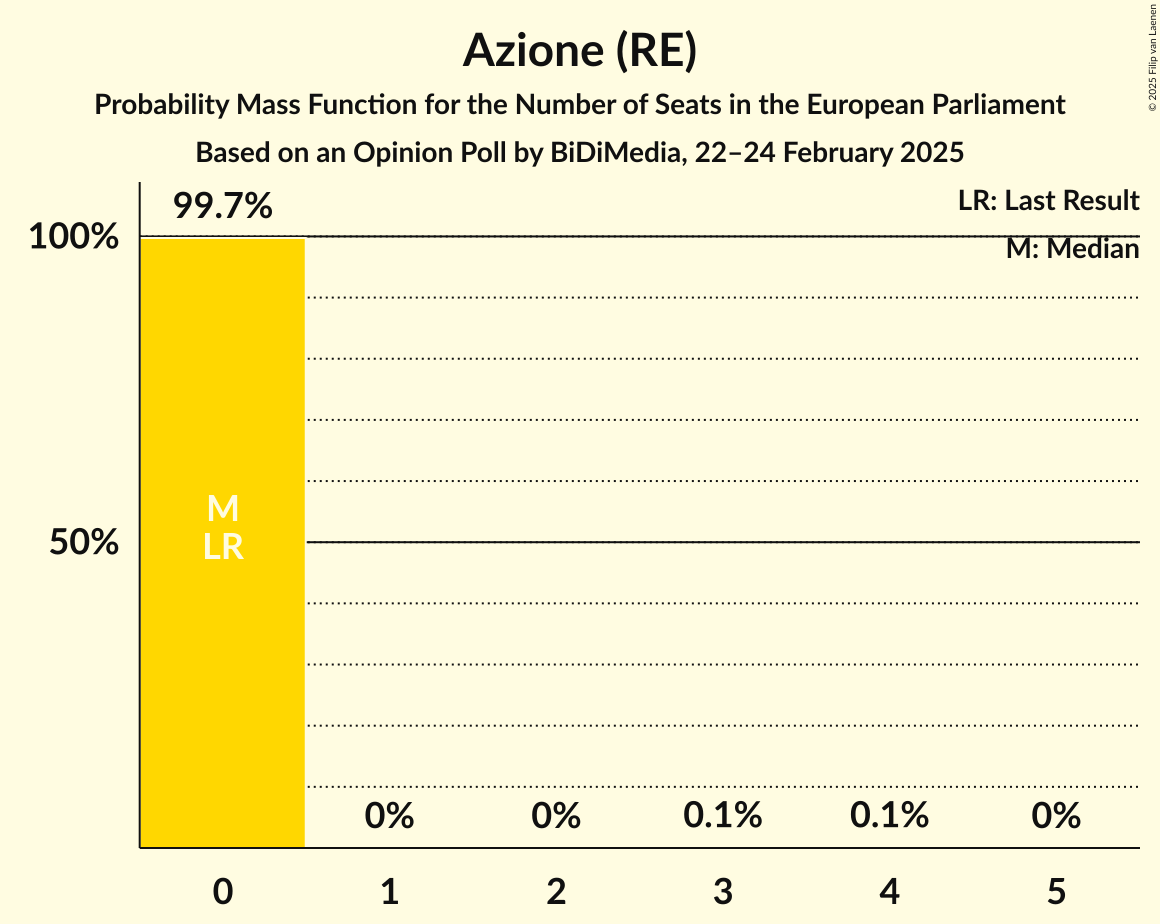 Azione (RE)
Probability Mass Function for the Number of Seats in the European Parliament
Based on an Opinion Poll by BiDiMedia, 22–24 February 2025
© 2025 Filip van Laenen
LR: Last Result
M: Median
99.7%
100%
50%
M
LR
0%
0%
0.1%
0.1%
0%
0
1
2
3
4
5